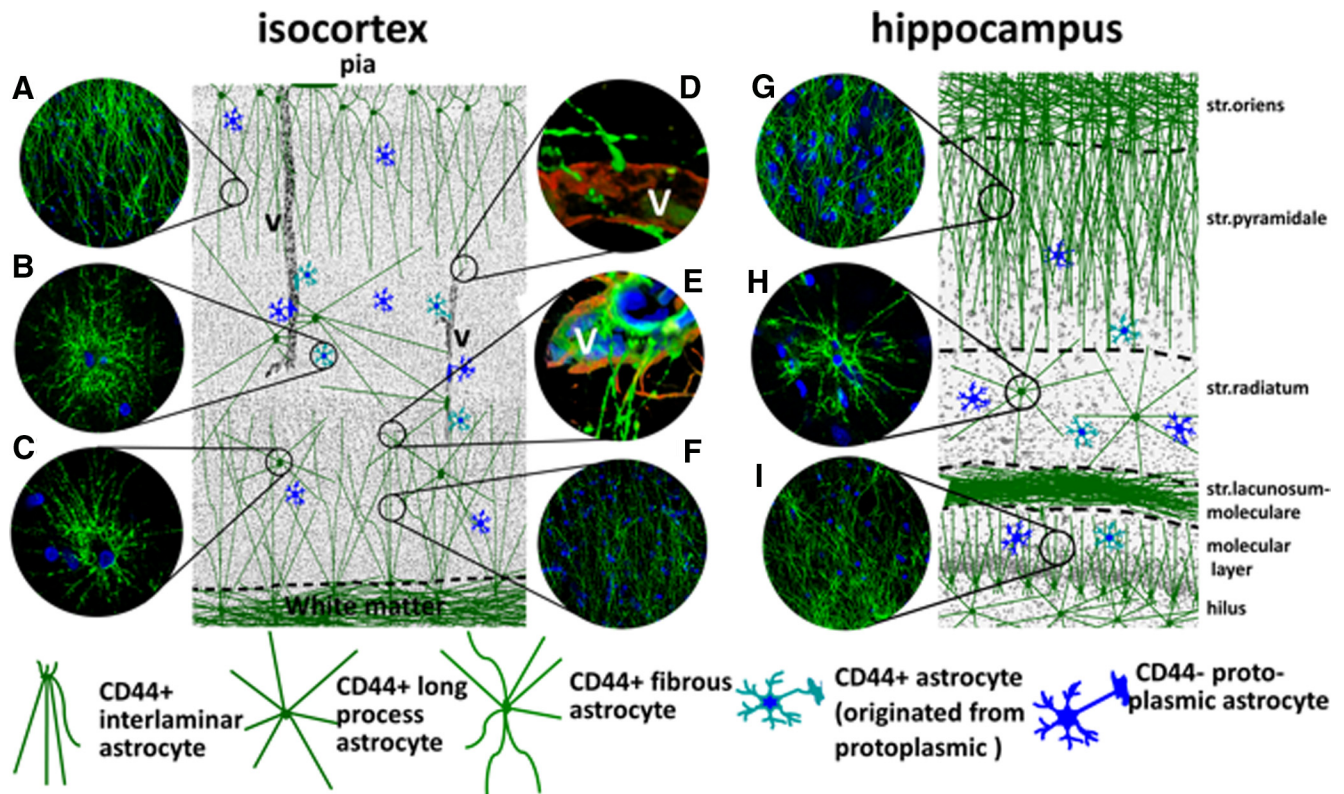 isocortex
hippocampus
pia
A
B
C
D
E
F
G
H
I
V
V
V
V
White matter
str.oriens
str.pyramidale
str.radiatum
str.lacunosum-
moleculare
molecular
layer
hilus
CD44+
interlaminar
astrocyte
CD44+ long
process
astrocyte
CD44+ fibrous
astrocyte
CD44+ astrocyte
(originated from
protoplasmic )
CD44- proto-
plasmic astrocyte